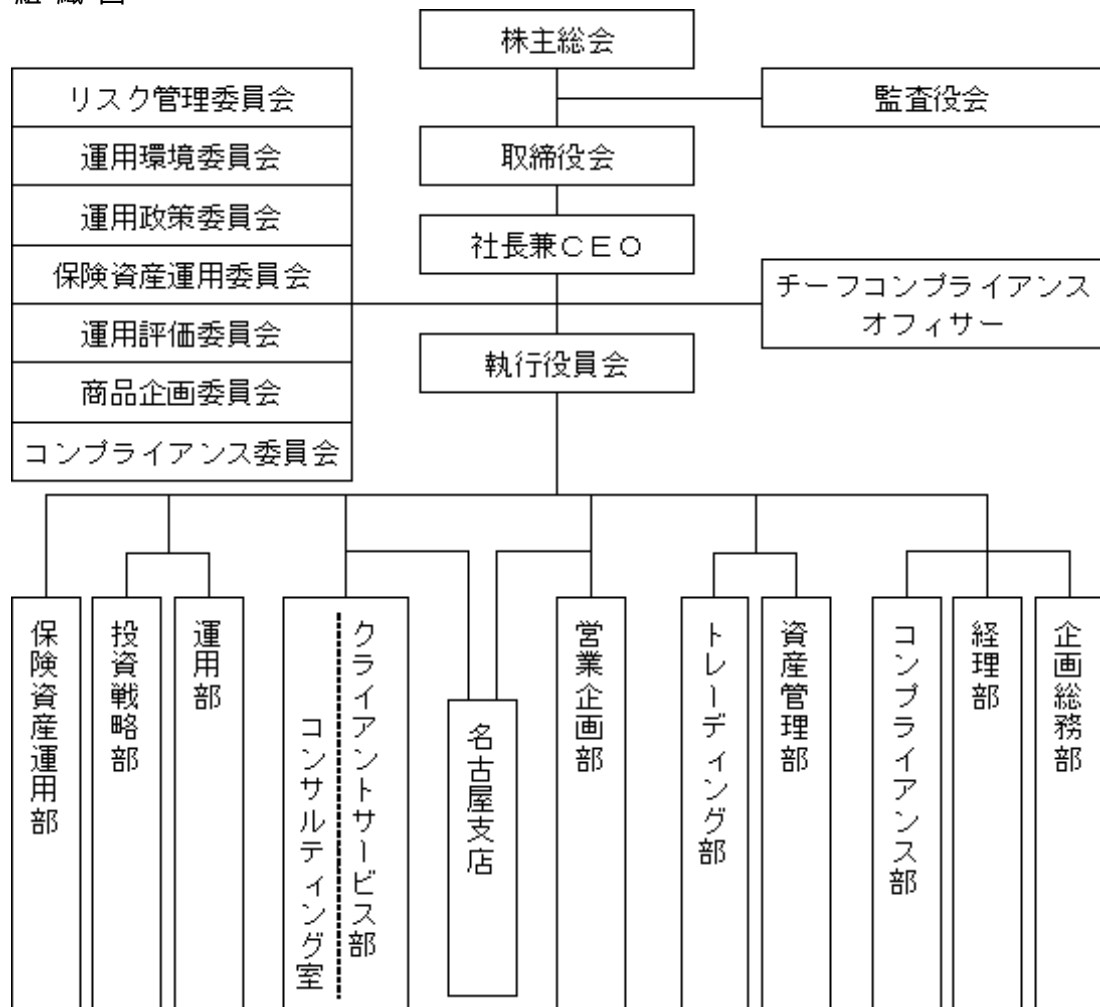 株主総会
リスク管理委員会
監査役会
運用環境委員会
取締役会
運用政策委員会
社長兼ＣＥＯ
保険資産運用委員会
チーフコンプライアンス
オフィサー
運用評価委員会
執行役員会
商品企画委員会
コンプライアンス委員会
保険資産運用部
投資戦略部
運用部
クライアントサービス部
コンサルティング室
名古屋支店
営業企画部
トレーディング部
資産管理部
コンプライアンス部
経理部
企画総務部